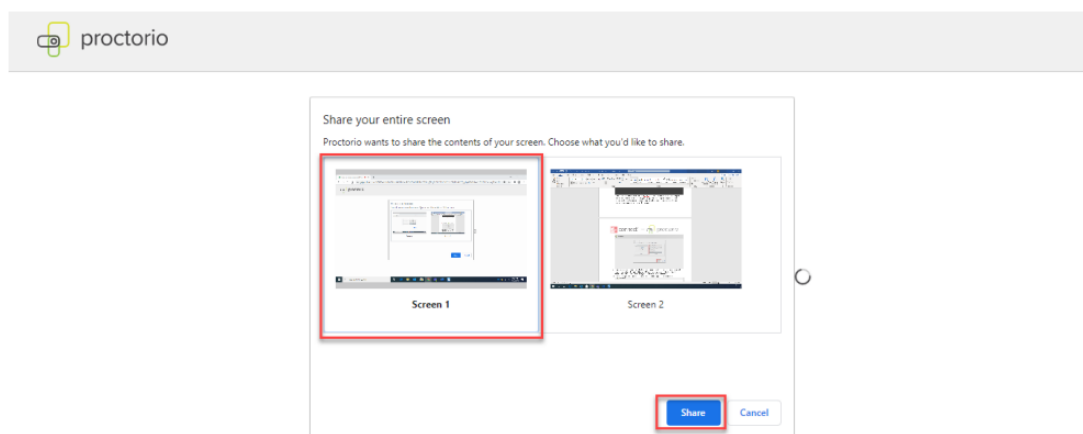 proctorio
Share your entire screen
Proctorio wants to share the contents of your screen. Choose what you'd like to share.
Screen 1
Screen 2
Share
Cancel